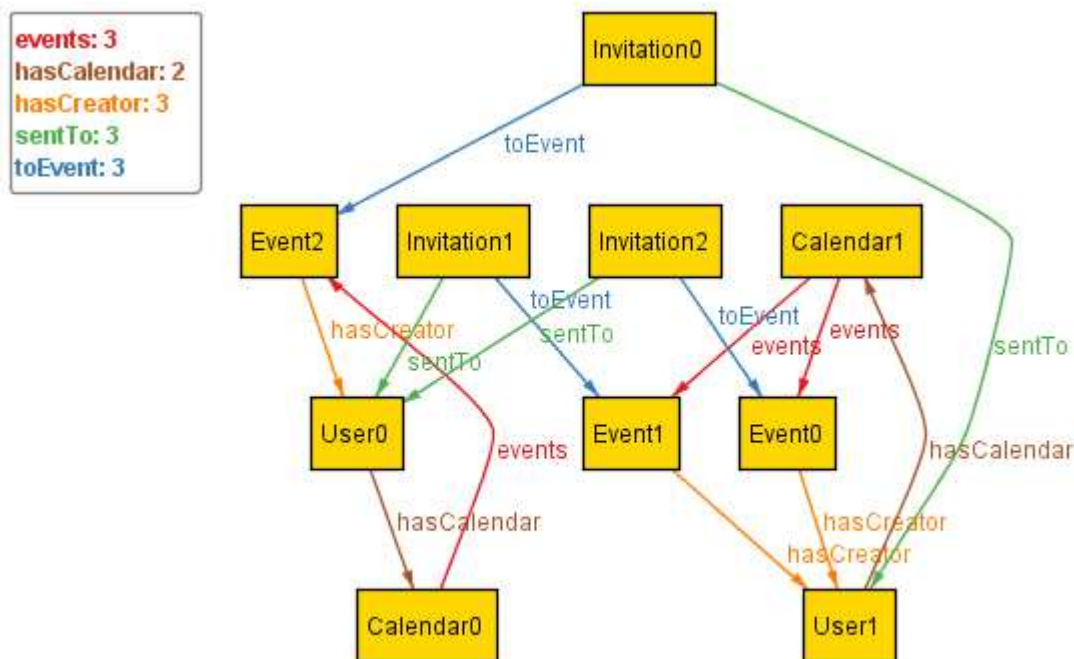 events: 3
hasCalendar: 2
hasCreator: 3
sentTo: 3
toEvent: 3
Invitation0
toEvent
Event2
Invitation1
Invitation2
Calendar1
toEvent
toEvent
hasCreator
sentTo
events
events
sentTo
sentTo
User0
Event1
Event0
events
hasCalendar
hasCalendar
hasCreator
hasCreator
Calendar0
User1